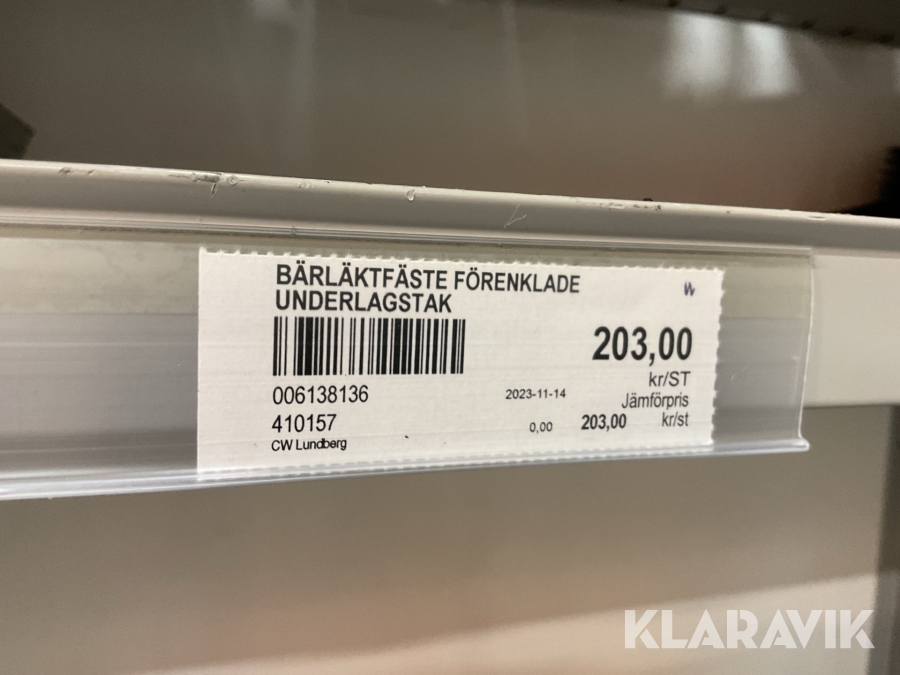 BÄRLÄKTFÄSTE FÖRENKLADE
UNDERLAGSTAK
203,00
kr/ST
006138136
2023-11-14
Jämförpris
410157
0,00
203,00
kr/st
CW Lundberg
KLARAVIK